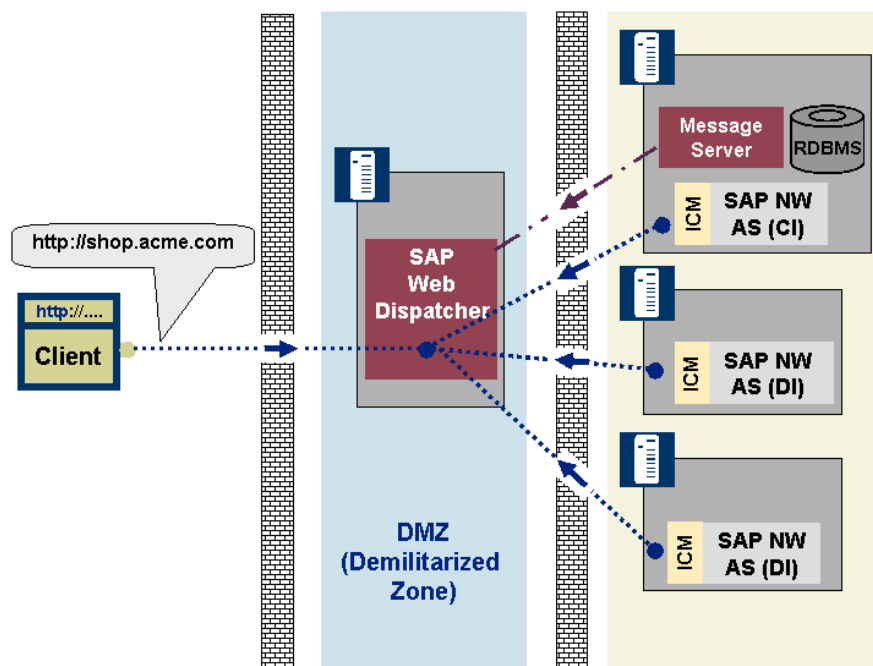 http://shop.acme.com
http://....
Client
SAP
Web
Dispatcher
DMZ
(Demilitarized
Zone)
Message
Server
RDBMS
ICM
SAP NW
AS (CI)
ICM
SAP NW
AS (DI)
ICM
SAP NW
AS (DI)